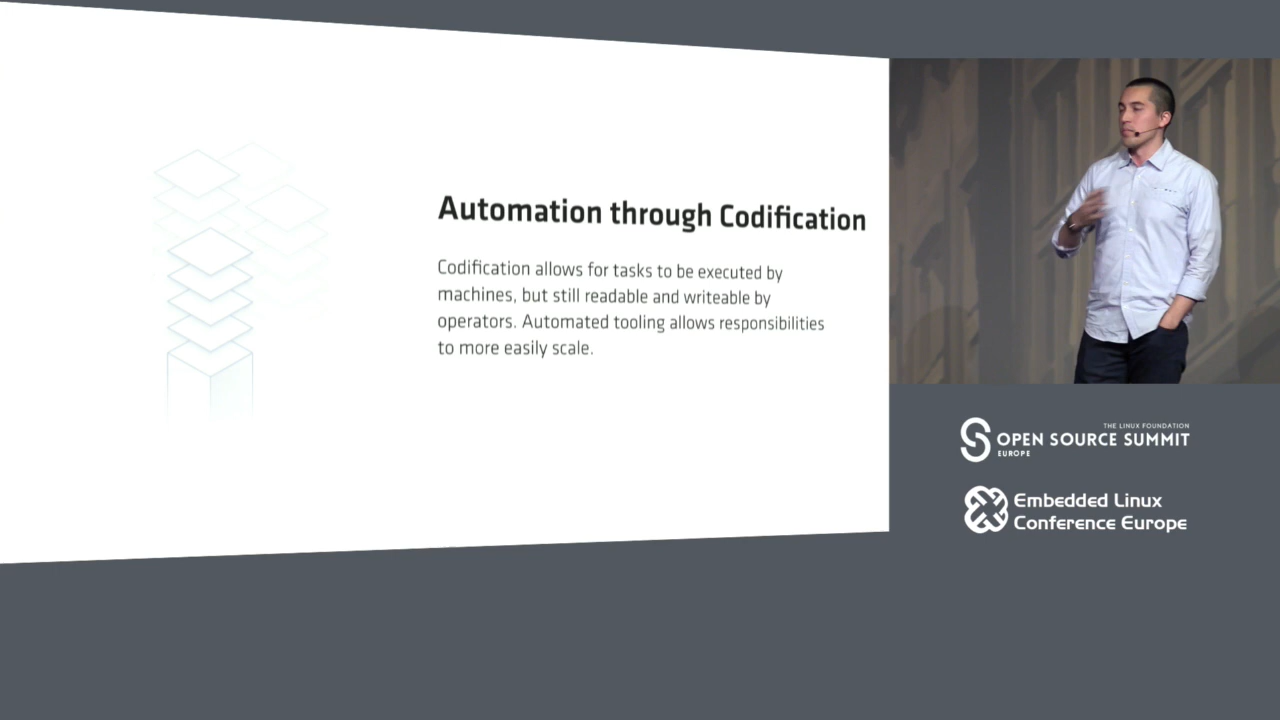 Automation through Codification
Codification allows for tasks to be executed by
machines, but still readable and writeable by
operators. Automated tooling allows responsibilities
to more easily scale.
THE LINUX FOUNDATION
OPEN SOURCE SUMMIT
EUROPE
Embedded Linux
Conference Europe